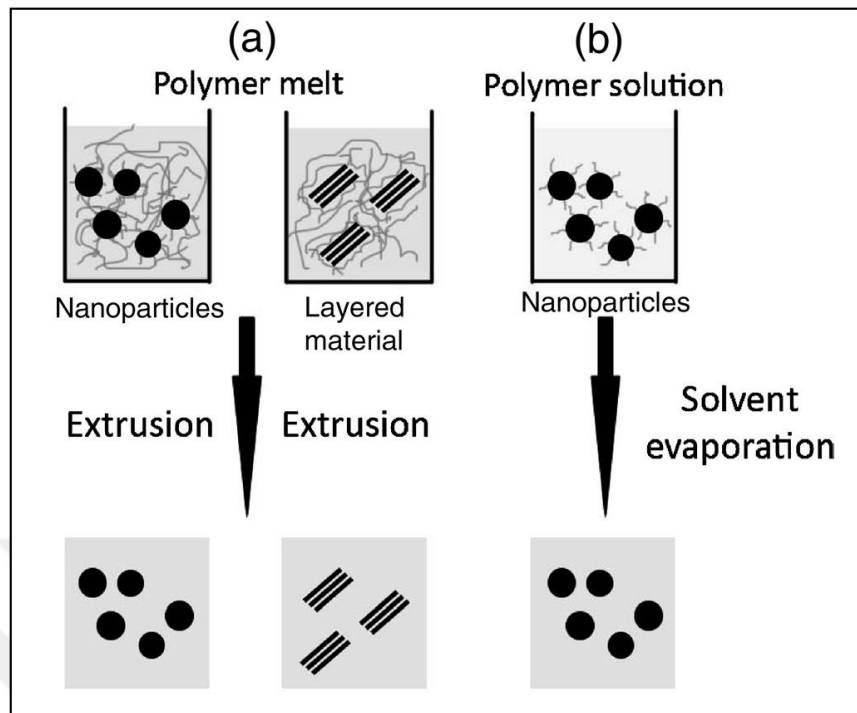 (a)
Polymer melt
(b)
Polymer solution
Nanoparticles
Layered
material
Nanoparticles
Extrusion
Extrusion
Solvent
evaporation